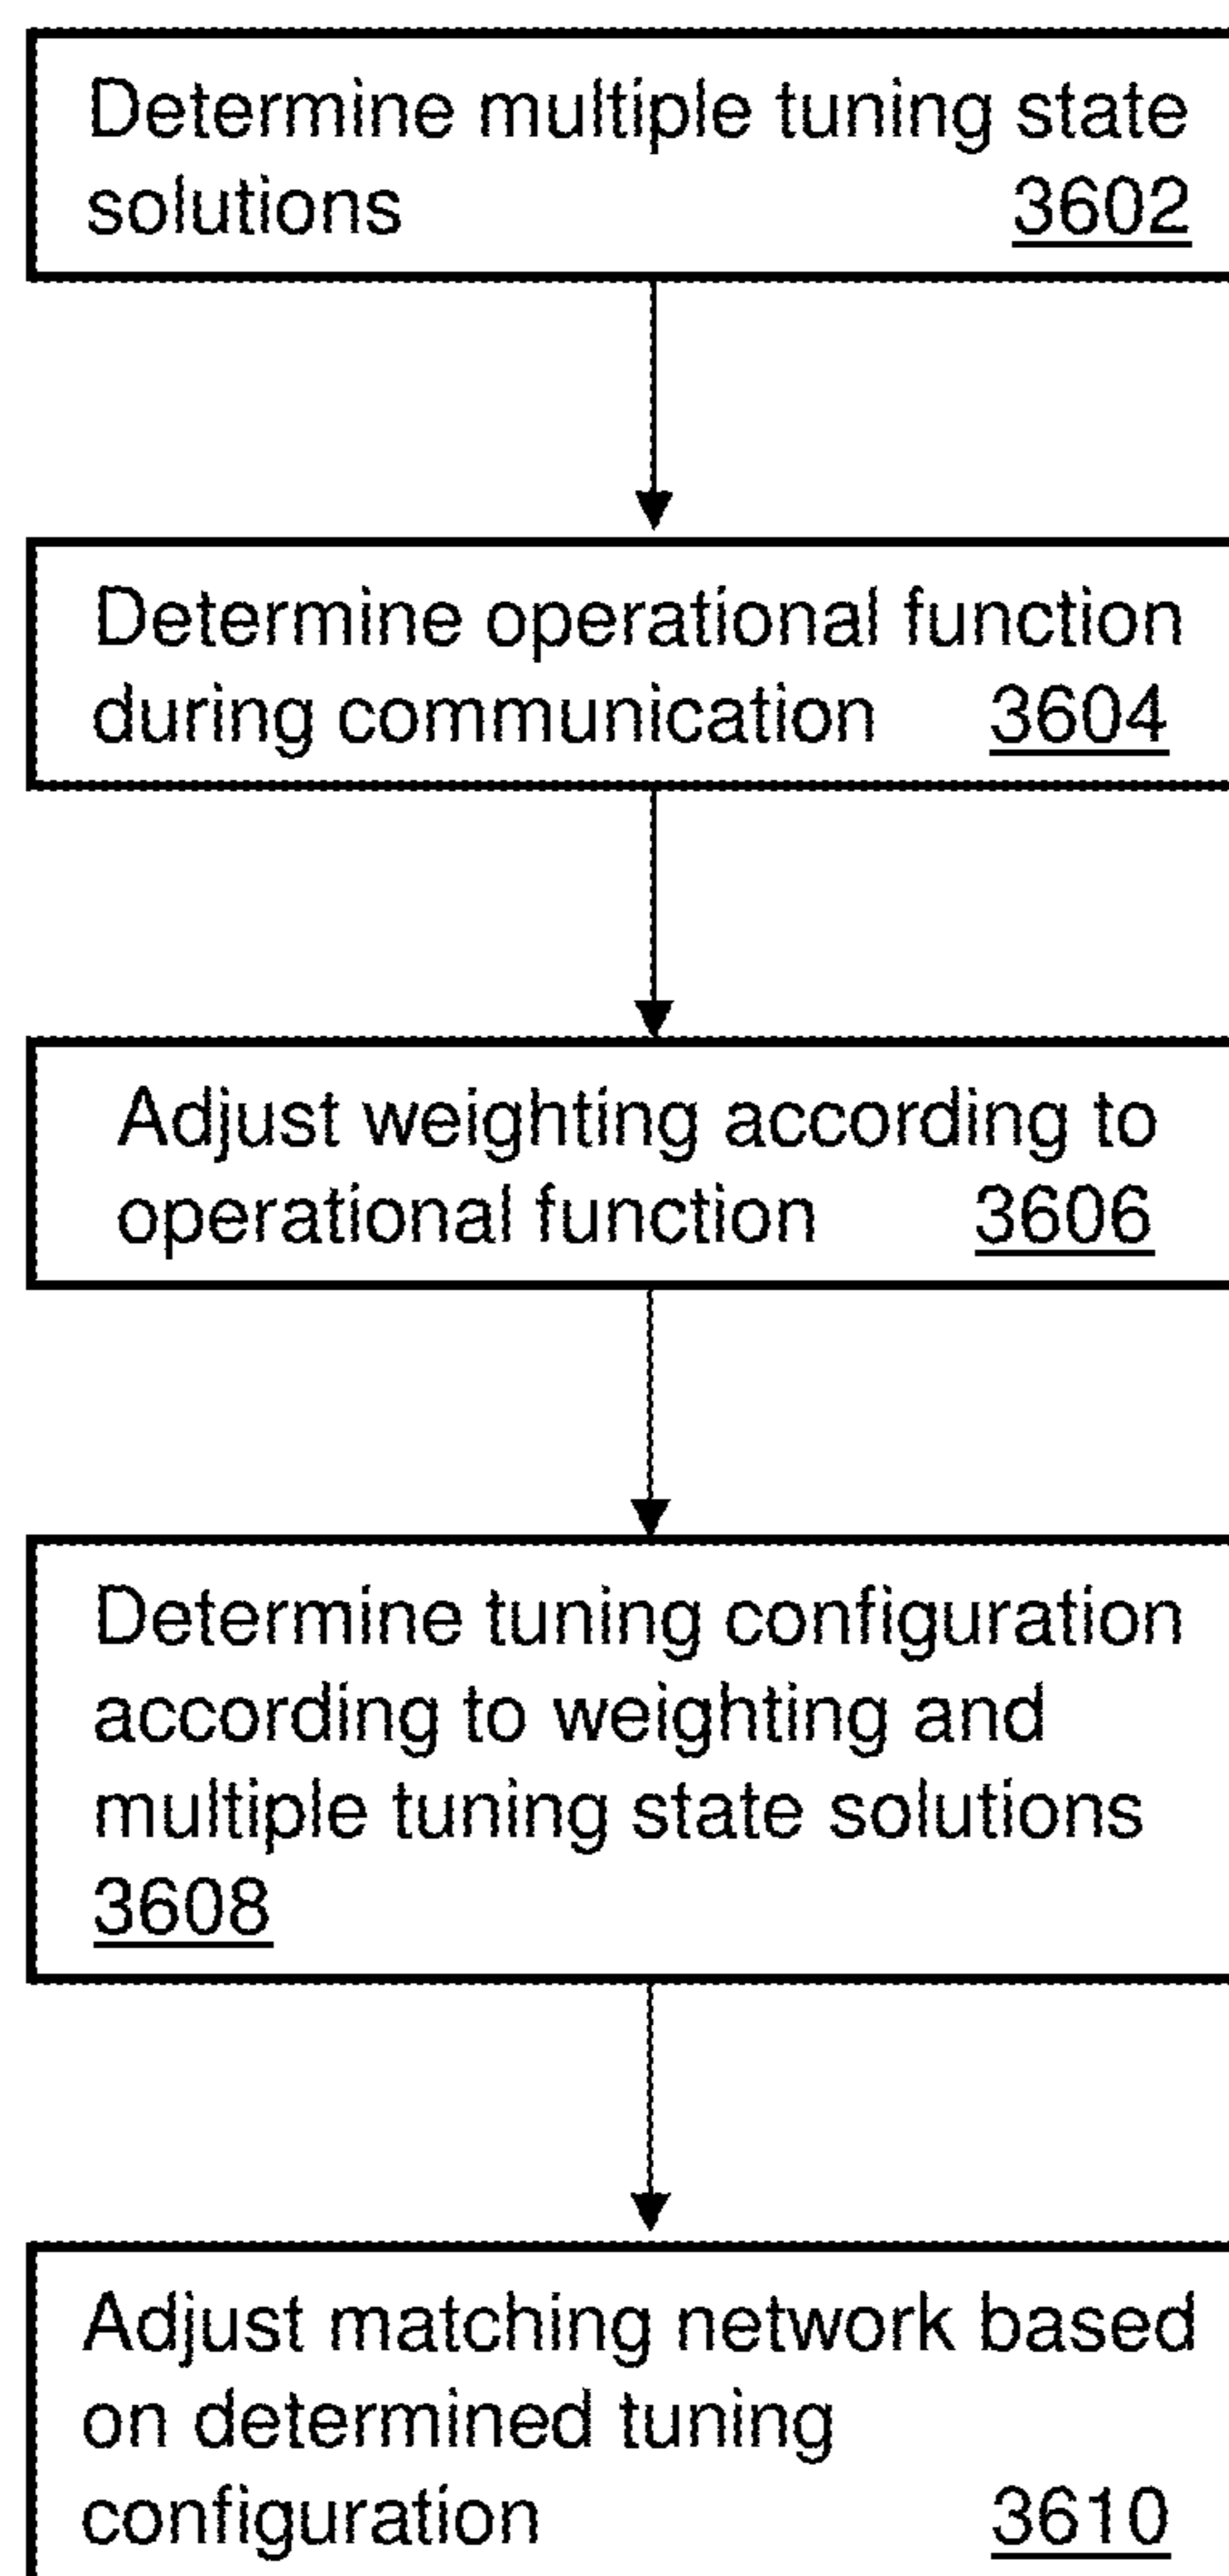 Determine multiple tuning state
solutions 3602
Determine operational function
during communication 3604
Adjust weighting according to
operational function 3606
Determine tuning configuration
according to weighting and
multiple tuning state solutions
3608
Adjust matching network based
on determined tuning
configuration 3610